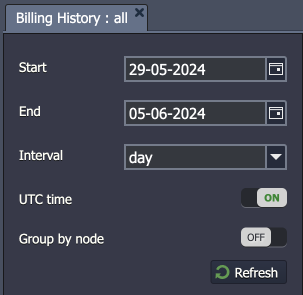 Billing History : all
Start 29-05-2024
End 05-06-2024
Interval day
UTC time ON
Group by node OFF
Refresh